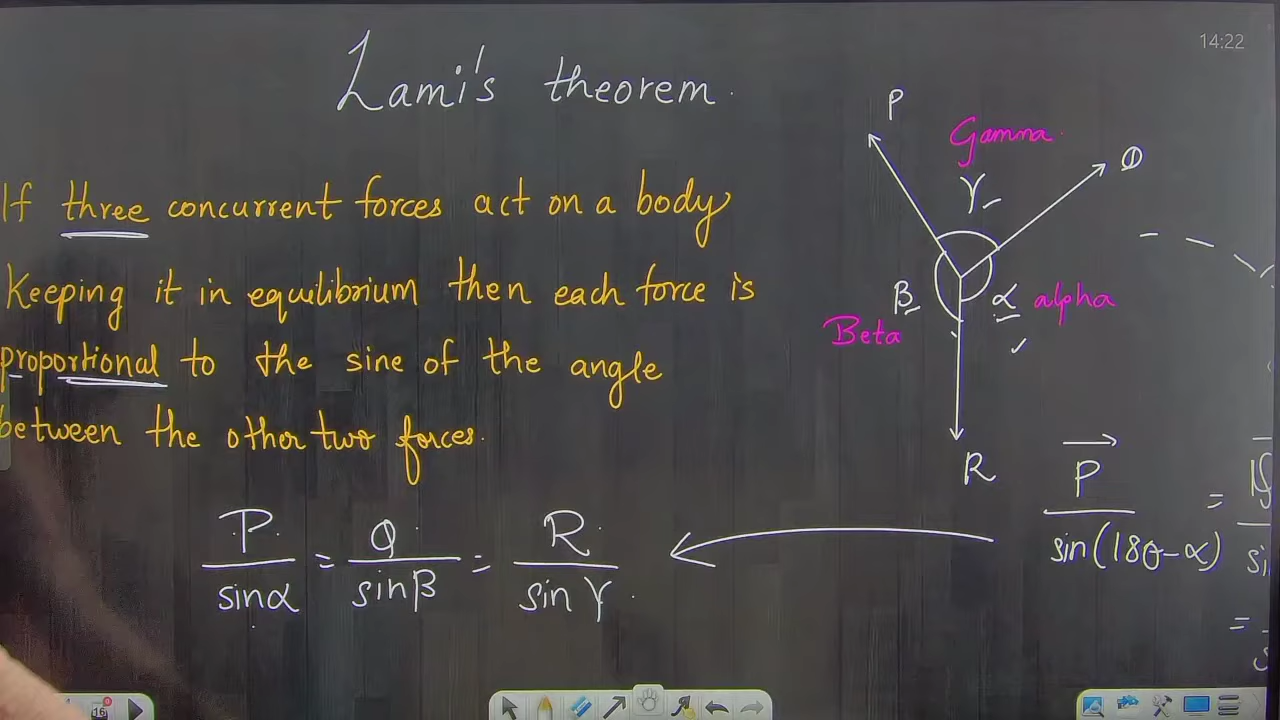 14:22
Lami's theorem.
If three concurrent forces act on a body
Keeping it in equilibrium then each force is
proportional to the sine of the angle
between the other two forces.
P/sinα = Q/sinβ = R/sin γ.
P
Gamma
Q
γ
β
α alpha
Beta
R
P/sin(180-α) =
=
16